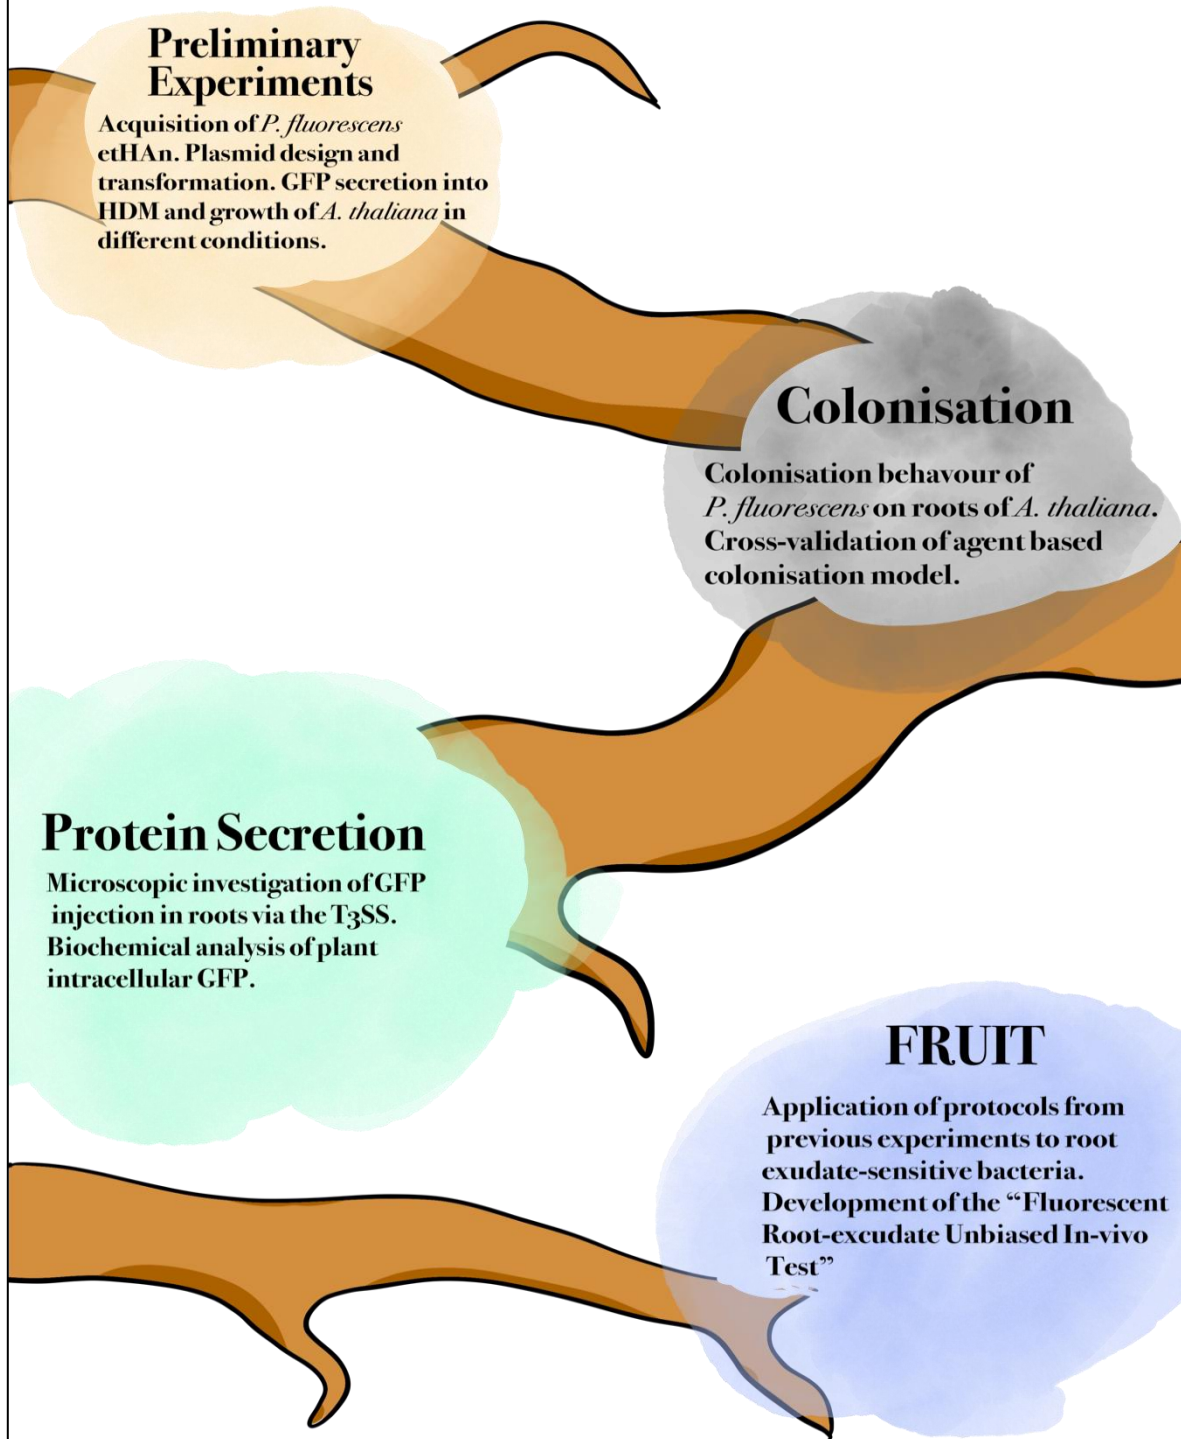 Preliminary
Experiments
Acquisition of P. fluorescens
etHAn. Plasmid design and
transformation. GFP secretion into
HDM and growth of A. thaliana in
different conditions.
Colonisation
Colonisation behavour of
P. fluorescens on roots of A. thaliana.
Cross-validation of agent based
colonisation model.
Protein Secretion
Microscopic investigation of GFP
injection in roots via the T3SS.
Biochemical analysis of plant
intracellular GFP.
FRUIT
Application of protocols from
previous experiments to root
exudate-sensitive bacteria.
Development of the “Fluorescent
Root-excudate Unbiased In-vivo
Test”